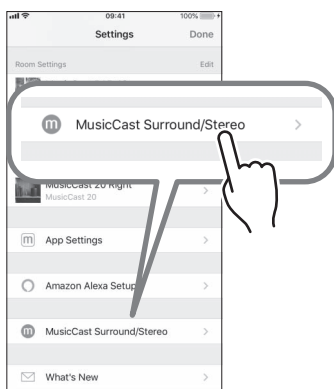 09:41
100%
Settings
Done
Room Settings
Edit
MusicCast Surround/Stereo
MusicCast 20 Right
MusicCast 20
App Settings
Amazon Alexa Setup
MusicCast Surround/Stereo
What's New